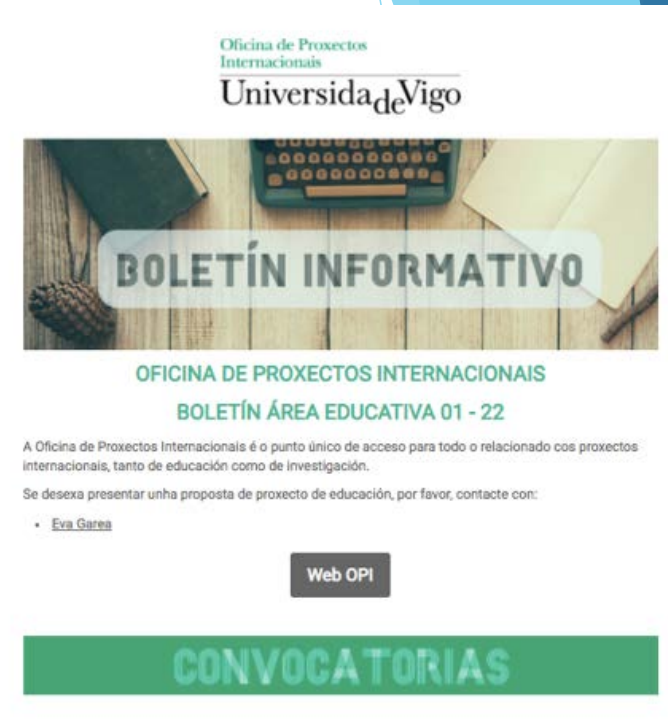 Oficina de Proxectos
Internacionais
UniversidadeVigo
BOLETÍN INFORMATIVO
OFICINA DE PROXECTOS INTERNACIONAIS
BOLETÍN ÁREA EDUCATIVA 01 - 22
A Oficina de Proxectos Internacionais é o punto único de acceso para todo o relacionado cos proxectos
internacionais, tanto de educación como de investigación.
Se desexa presentar unha proposta de proxecto de educación, por favor, contacte con:
• Eva Garea
Web OPI
CONVOCATORIAS